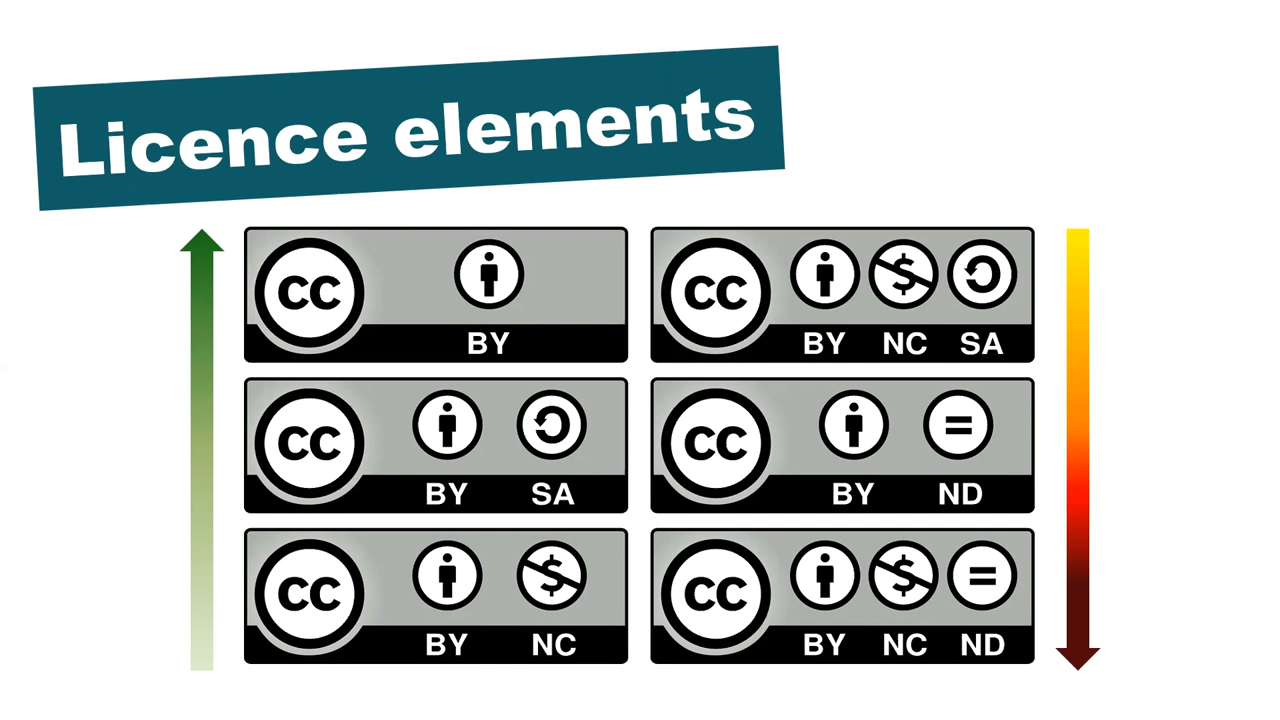 Licence elements
CC BY
CC BY NC SA
CC BY SA
CC BY ND
CC BY NC
CC BY NC ND